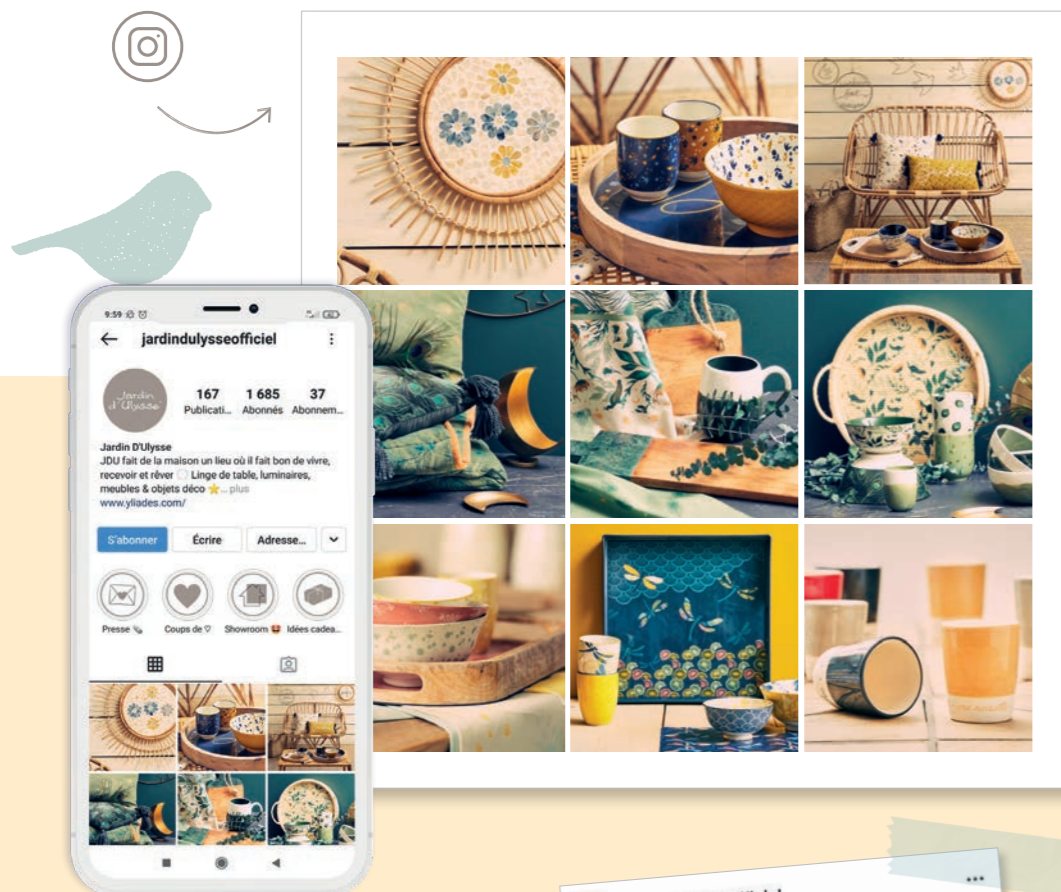 9:59
jardindulysseofficiel
Jardin
d'Ulysse
167
1 685
37
Publicati...
Abonnés
Abonnem...
Jardin D'Ulysse
JDU fait de la maison un lieu où il fait bon de vivre,
recevoir et rêver Linge de table, luminaires,
meubles & objets déco ⭐... plus
www.yliades.com/
S'abonner
Écrire
Adresse...
Presse
Coups de ♡
Showroom
Idées cadea...